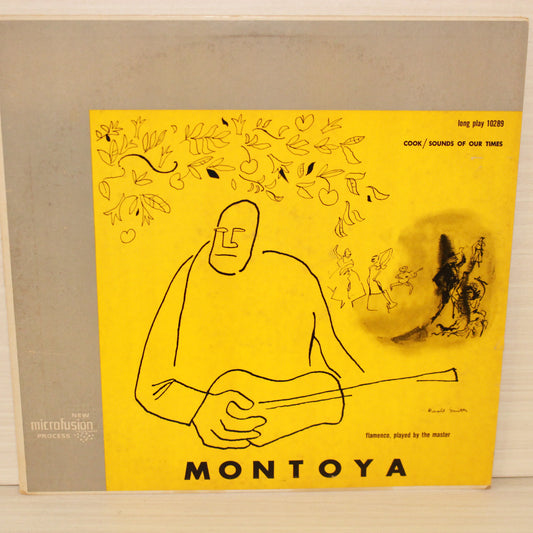 long play 10289
COOK/SOUNDS OF OUR TIMES
flamenco, played by the master
MONTOYA
NEW
microfusion
PROCESS